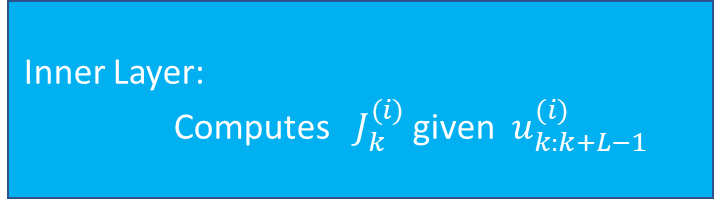 Inner Layer:
Computes $J_k^{(i)}$ given $u_{k:k+L-1}^{(i)}$